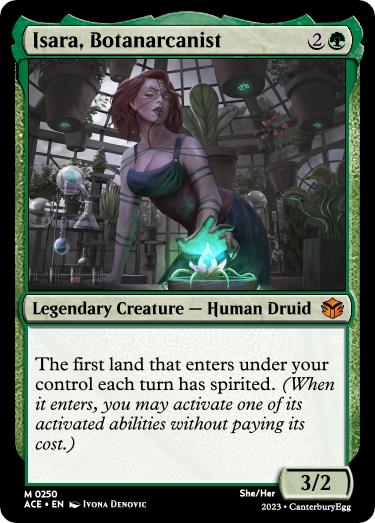 Isara, Botanarcanist 2
Legendary Creature — Human Druid
The first land that enters under your
control each turn has spirited. (When
it enters, you may activate one of its
activated abilities without paying its
cost.)
3/2
M 0250
ACE • EN Ivona Denovic
She/Her
2023 • CanterburyEgg